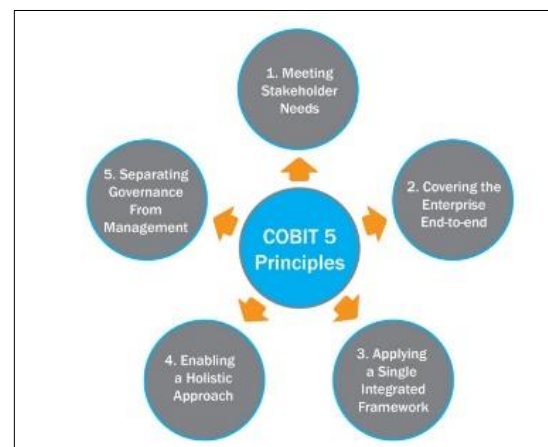 1. Meeting
Stakeholder
Needs
2. Covering the
Enterprise
End-to-end
3. Applying
a Single
Integrated
Framework
4. Enabling
a Holistic
Approach
5. Separating
Governance
From
Management
COBIT 5
Principles